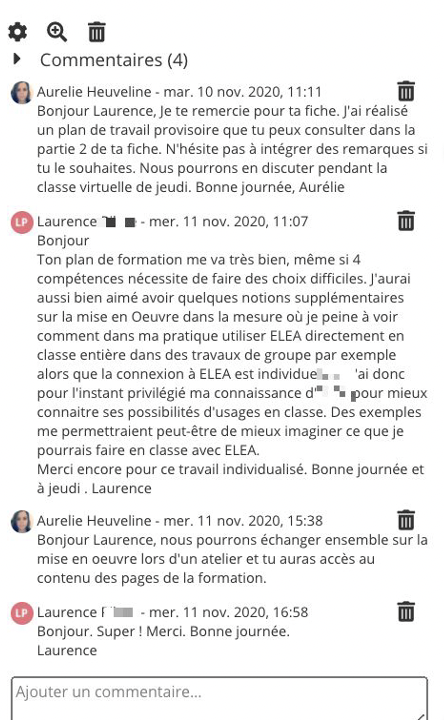 Commentaires (4)
Aurelie Heuveline - mar. 10 nov. 2020, 11:11
Bonjour Laurence, Je te remercie pour ta fiche. J'ai réalisé
un plan de travail provisoire que tu peux consulter dans la
partie 2 de ta fiche. N'hésite pas à intégrer des remarques si
tu le souhaites. Nous pourrons en discuter pendant la
classe virtuelle de jeudi. Bonne journée, Aurélie
LP Laurence - mer. 11 nov. 2020, 11:07
Bonjour
Ton plan de formation me va très bien, même si 4
compétences nécessite de faire des choix difficiles. J'aurai
aussi bien aimé avoir quelques notions supplémentaires
sur la mise en Oeuvre dans la mesure où je peine à voir
comment dans ma pratique utiliser ELEA directement en
classe entière dans des travaux de groupe par exemple
alors que la connexion à ELEA est individue 'ai donc
pour l'instant privilégié ma connaissance d' pour mieux
connaitre ses possibilités d'usages en classe. Des exemples
me permettraient peut-être de mieux imaginer ce que je
pourrais faire en classe avec ELEA.
Merci encore pour ce travail individualisé. Bonne journée et
à jeudi . Laurence
Aurelie Heuveline - mer. 11 nov. 2020, 15:38
Bonjour Laurence, nous pourrons échanger ensemble sur la
mise en oeuvre lors d'un atelier et tu auras accès au
contenu des pages de la formation.
LP Laurence - mer. 11 nov. 2020, 16:58
Bonjour. Super ! Merci. Bonne journée.
Laurence
Ajouter un commentaire...